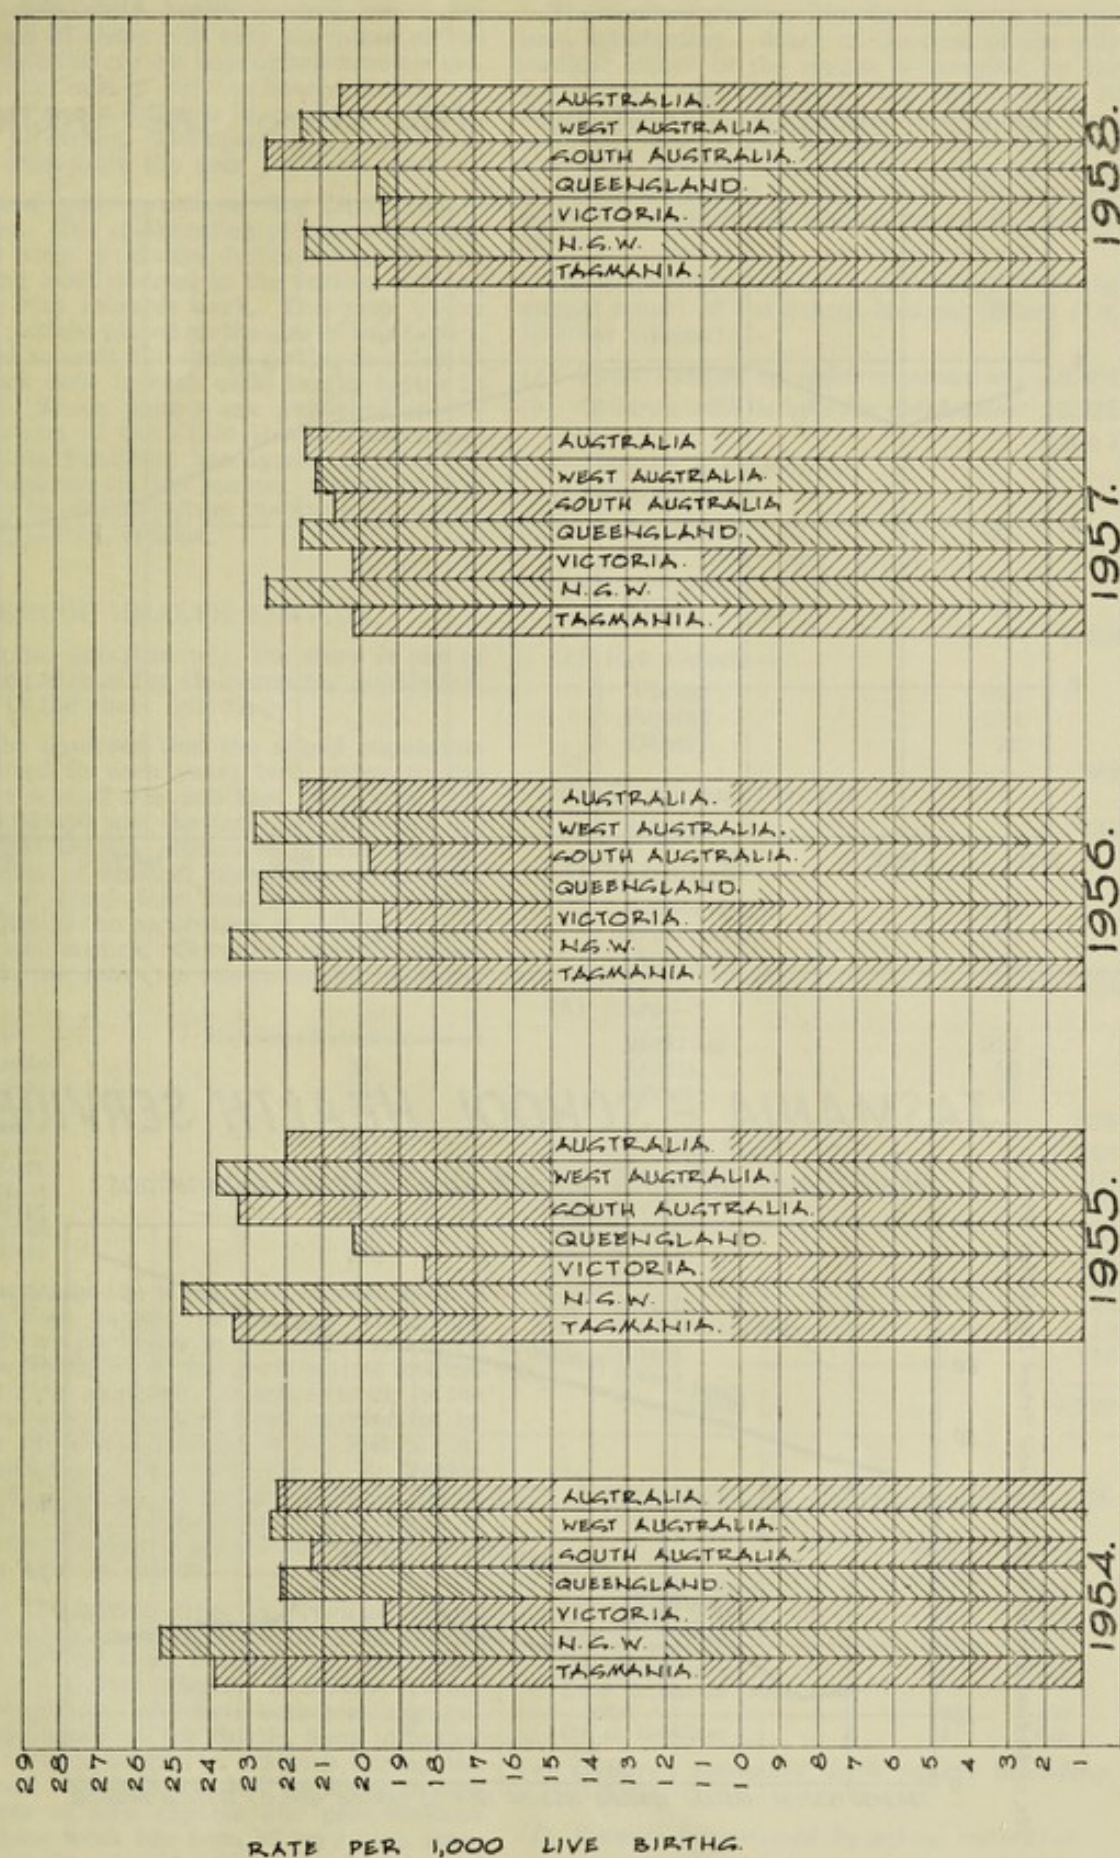 AUSTRALIA.
WEST AUSTRALIA.
SOUTH AUSTRALIA.
QUEENSLAND.
VICTORIA.
N.S.W.
TASMANIA.
1958.
AUSTRALIA
WEST AUSTRALIA.
SOUTH AUSTRALIA
QUEENSLAND.
VICTORIA.
N.S.W.
TASMANIA.
1957.
AUSTRALIA.
WEST AUSTRALIA.
SOUTH AUSTRALIA.
QUEENSLAND.
VICTORIA.
N.S.W.
TASMANIA.
1956.
AUSTRALIA.
WEST AUSTRALIA.
SOUTH AUSTRALIA.
QUEENSLAND.
VICTORIA.
N.S.W.
TASMANIA.
1955.
AUSTRALIA
WEST AUSTRALIA.
SOUTH AUSTRALIA.
QUEENSLAND.
VICTORIA.
N.S.W.
TASMANIA.
1954.
29 28 27 26 25 24 23 22 21 20 19 18 17 16 15 14 13 12 11 10 9 8 7 6 5 4 3 2 1
RATE PER 1,000 LIVE BIRTHS.